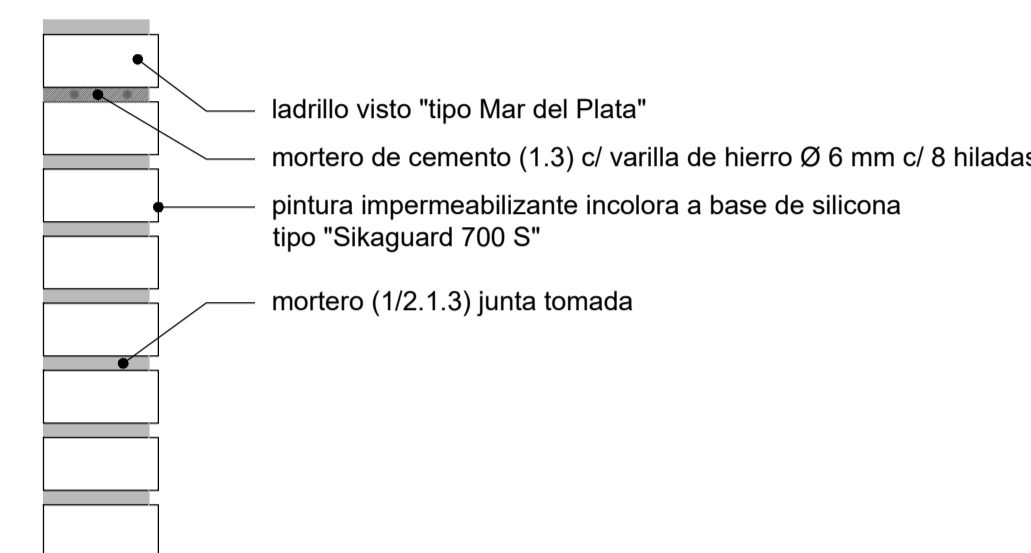 ladrillo visto "tipo Mar del Plata"
mortero de cemento (1.3) c/ varilla de hierro Ø 6 mm c/ 8 hiladas
pintura impermeabilizante incolora a base de silicona
tipo "Sikaguard 700 S"
mortero (1/2.1.3) junta tomada